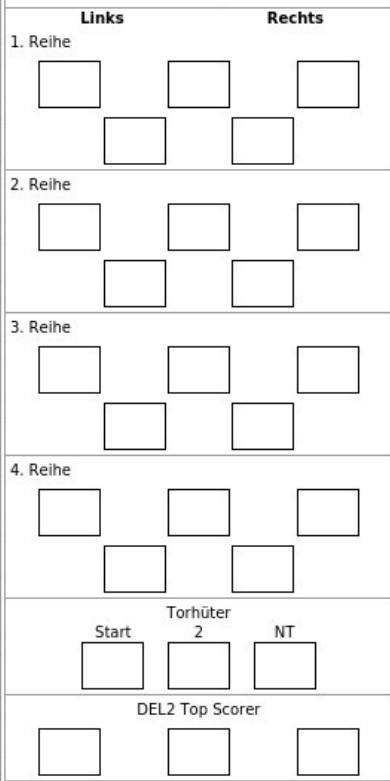 Links Rechts
1. Reihe
2. Reihe
3. Reihe
4. Reihe
Torhüter
Start 2 NT
DEL2 Top Scorer